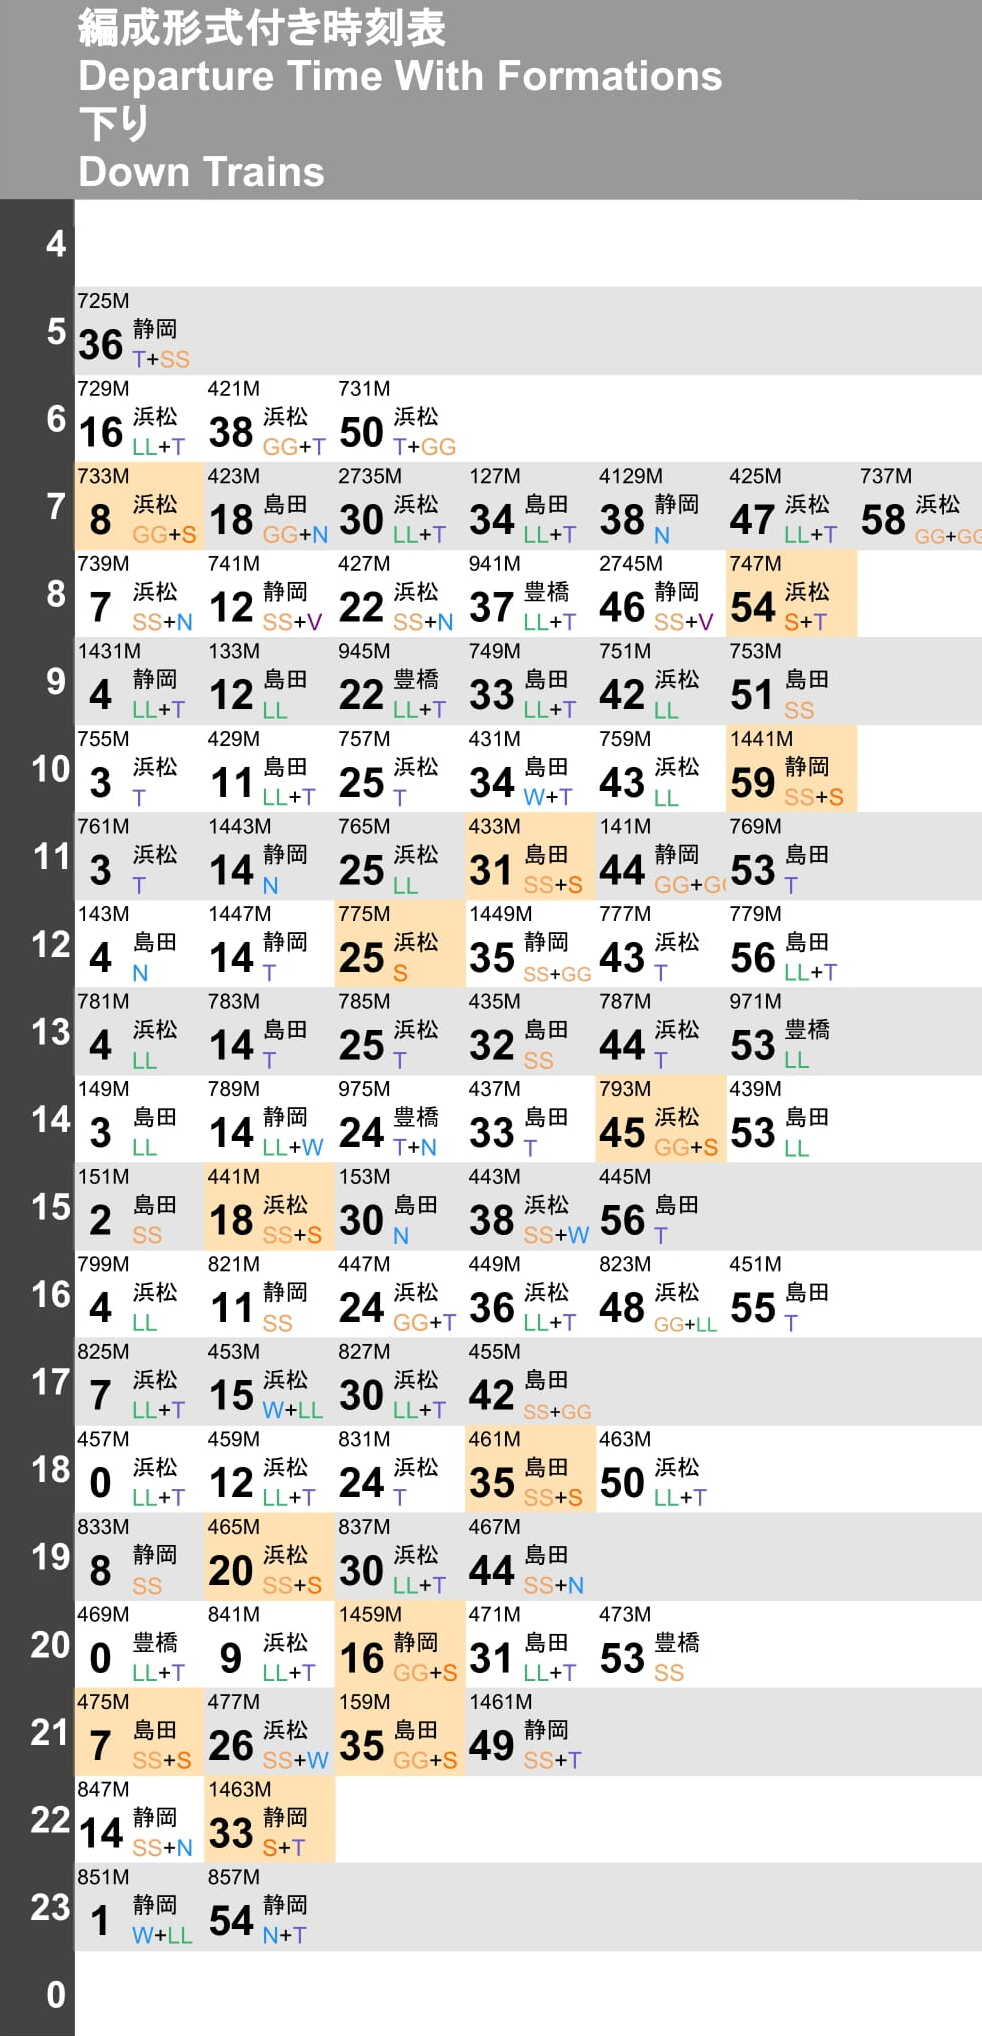 編成形式付き時刻表
Departure Time With Formations
下り
Down Trains
4
5
725M
36 静岡
T+SS
6
729M 421M 731M
16 浜松 38 浜松 50 浜松
LL+T GG+T T+GG
7
733M 423M 2735M 127M 4129M 425M 737M
8 浜松 18 島田 30 浜松 34 島田 38 静岡 47 浜松 58 浜松
GG+S GG+N LL+T LL+T N LL+T GG+GG
8
739M 741M 427M 941M 2745M 747M
7 浜松 12 静岡 22 浜松 37 豊橋 46 静岡 54 浜松
SS+N SS+V SS+N LL+T SS+V S+T
9
1431M 133M 945M 749M 751M 753M
4 静岡 12 島田 22 豊橋 33 島田 42 浜松 51 島田
LL+T LL LL+T LL+T LL SS
10
755M 429M 757M 431M 759M 1441M
3 浜松 11 島田 25 浜松 34 島田 43 浜松 59 静岡
T LL+T T W+T LL SS+S
11
761M 1443M 765M 433M 141M 769M
3 浜松 14 静岡 25 浜松 31 島田 44 静岡 53 島田
T N LL SS+S GG+G T
12
143M 1447M 775M 1449M 777M 779M
4 島田 14 静岡 25 浜松 35 静岡 43 浜松 56 島田
N T S SS+GG T LL+T
13
781M 783M 785M 435M 787M 971M
4 浜松 14 島田 25 浜松 32 島田 44 浜松 53 豊橋
LL T T SS T LL
14
149M 789M 975M 437M 793M 439M
3 島田 14 静岡 24 豊橋 33 島田 45 浜松 53 島田
LL LL+W T+N T GG+S LL
15
151M 441M 153M 443M 445M
2 島田 18 浜松 30 島田 38 浜松 56 島田
SS SS+S N SS+W T
16
799M 821M 447M 449M 823M 451M
4 浜松 11 静岡 24 浜松 36 浜松 48 浜松 55 島田
LL SS GG+T LL+T GG+LL T
17
825M 453M 827M 455M
7 浜松 15 浜松 30 浜松 42 島田
LL+T W+LL LL+T SS+GG
18
457M 459M 831M 461M 463M
0 浜松 12 浜松 24 浜松 35 島田 50 浜松
LL+T LL+T T SS+S LL+T
19
833M 465M 837M 467M
8 静岡 20 浜松 30 浜松 44 島田
SS SS+S LL+T SS+N
20
469M 841M 1459M 471M 473M
0 豊橋 9 浜松 16 静岡 31 島田 53 豊橋
LL+T LL+T GG+S LL+T SS
21
475M 477M 159M 1461M
7 島田 26 浜松 35 島田 49 静岡
SS+S SS+W GG+S SS+T
22
847M 1463M
14 静岡 33 静岡
SS+N S+T
23
851M 857M
1 静岡 54 静岡
W+LL N+T
0